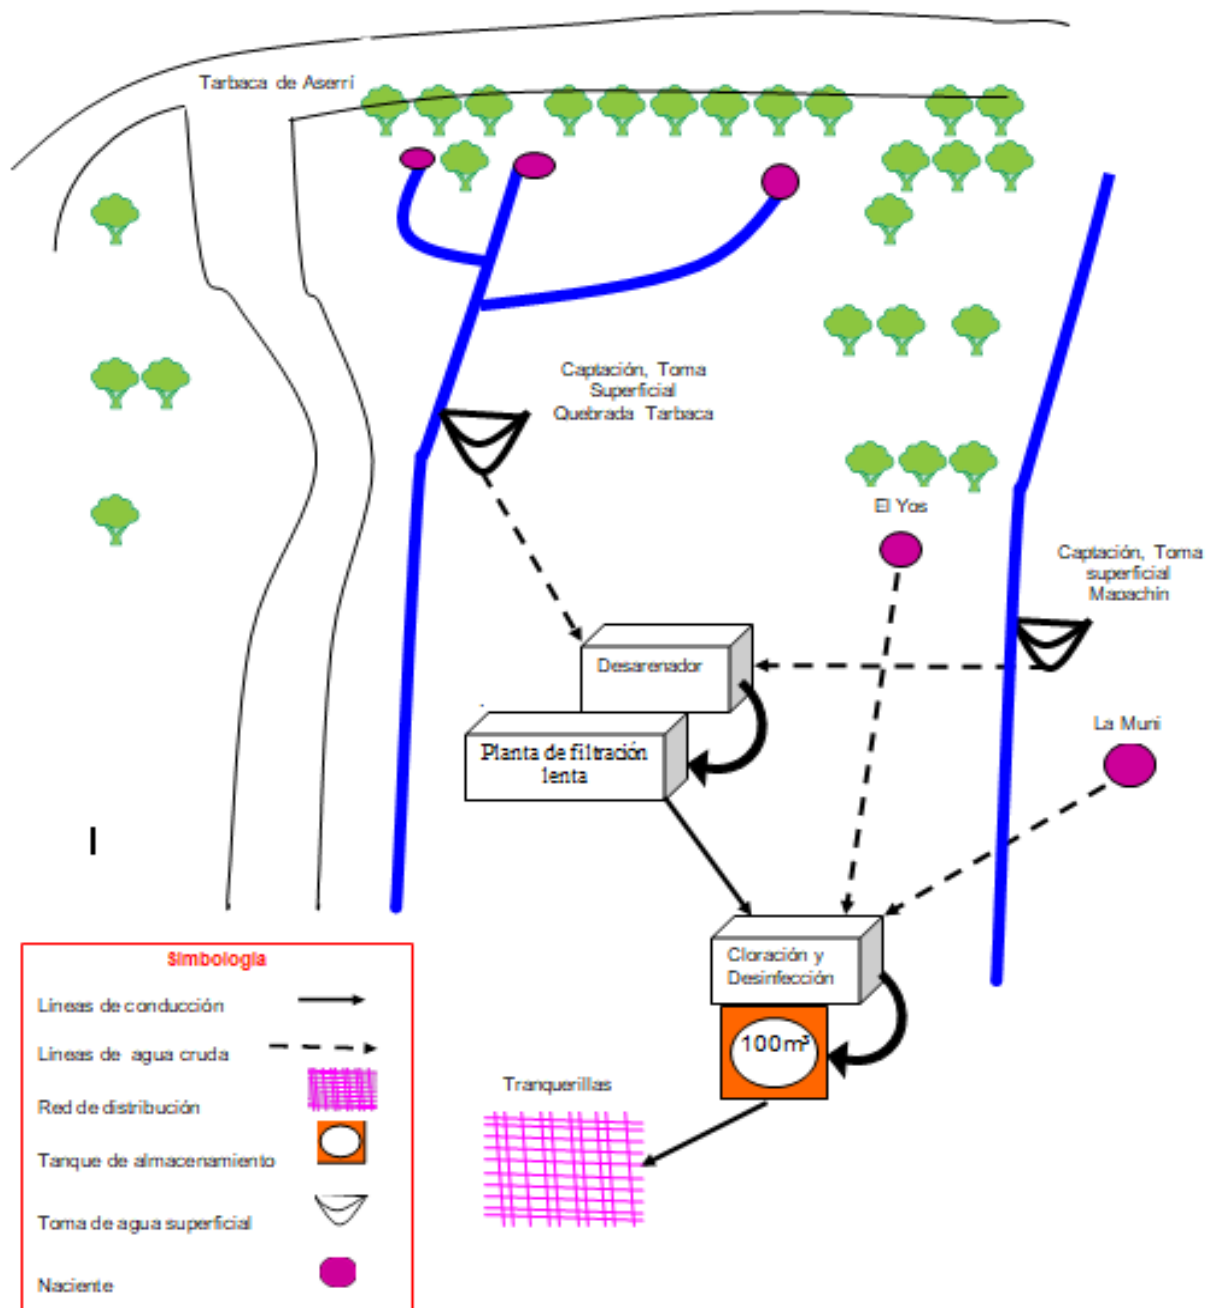 Tarbaca de Aserrí
Captación, Toma
Superficial
Quebrada Tarbaca
El Yos
Captación, Toma
superficial
Mapachín
Desarenador
La Muni
Planta de filtración
lenta
Cloración y
Desinfección
100m³
Tranquerillas
Simbología
Líneas de conducción
Líneas de agua cruda
Red de distribución
Tanque de almacenamiento
Toma de agua superficial
Naciente